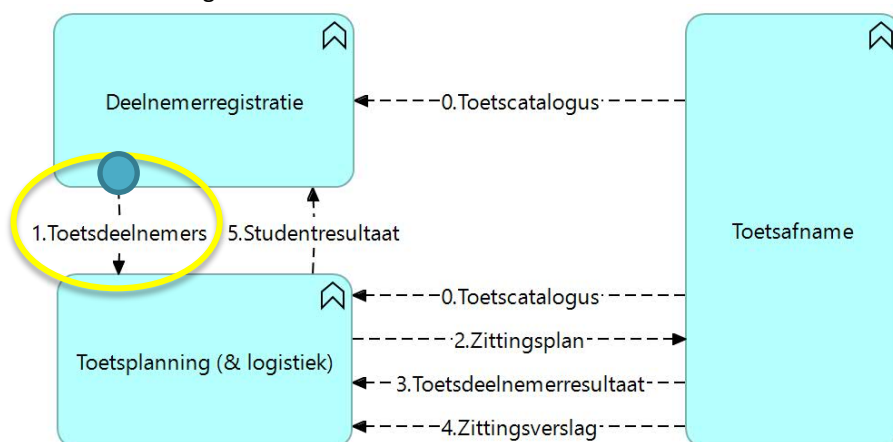 Deelnemerregistratie
0.Toetscatalogus
1.Toetsdeelnemers
5.Studentresultaat
Toetsafname
0.Toetscatalogus
2.Zittingsplan
Toetsplanning (& logistiek)
3.Toetsdeelnemerresultaat
4.Zittingsverslag